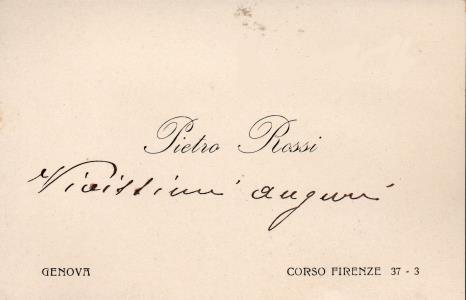 Pietro Rossi
Vivissimi auguri
GENOVA
CORSO FIRENZE 37 - 3